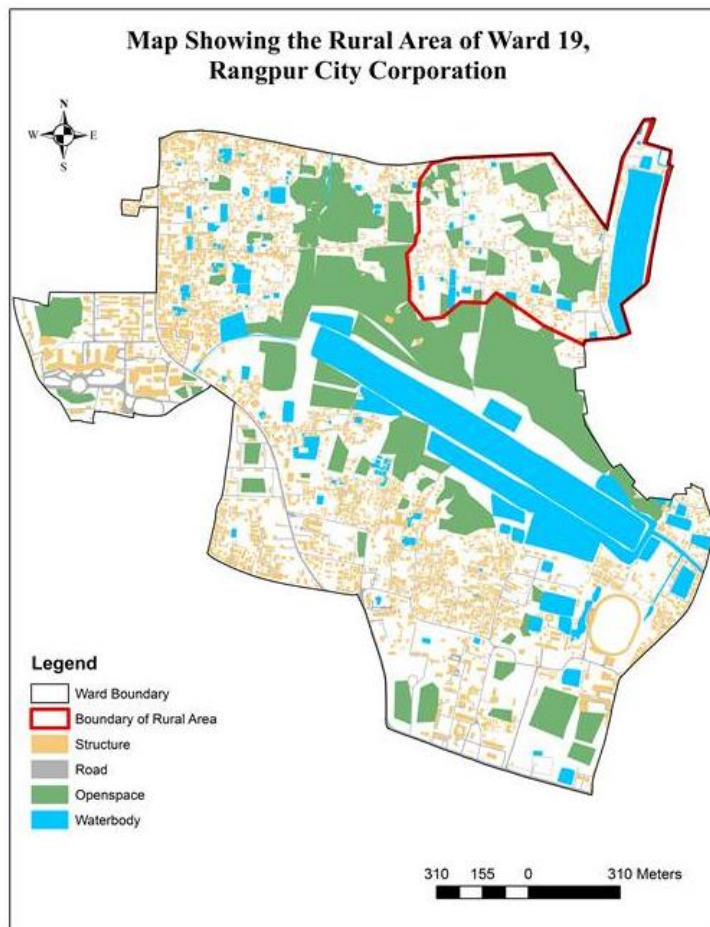 Map Showing the Rural Area of Ward 19,
Rangpur City Corporation
N
W E
S
Legend
Ward Boundary
Boundary of Rural Area
Structure
Road
Openspace
Waterbody
310 155 0 310 Meters